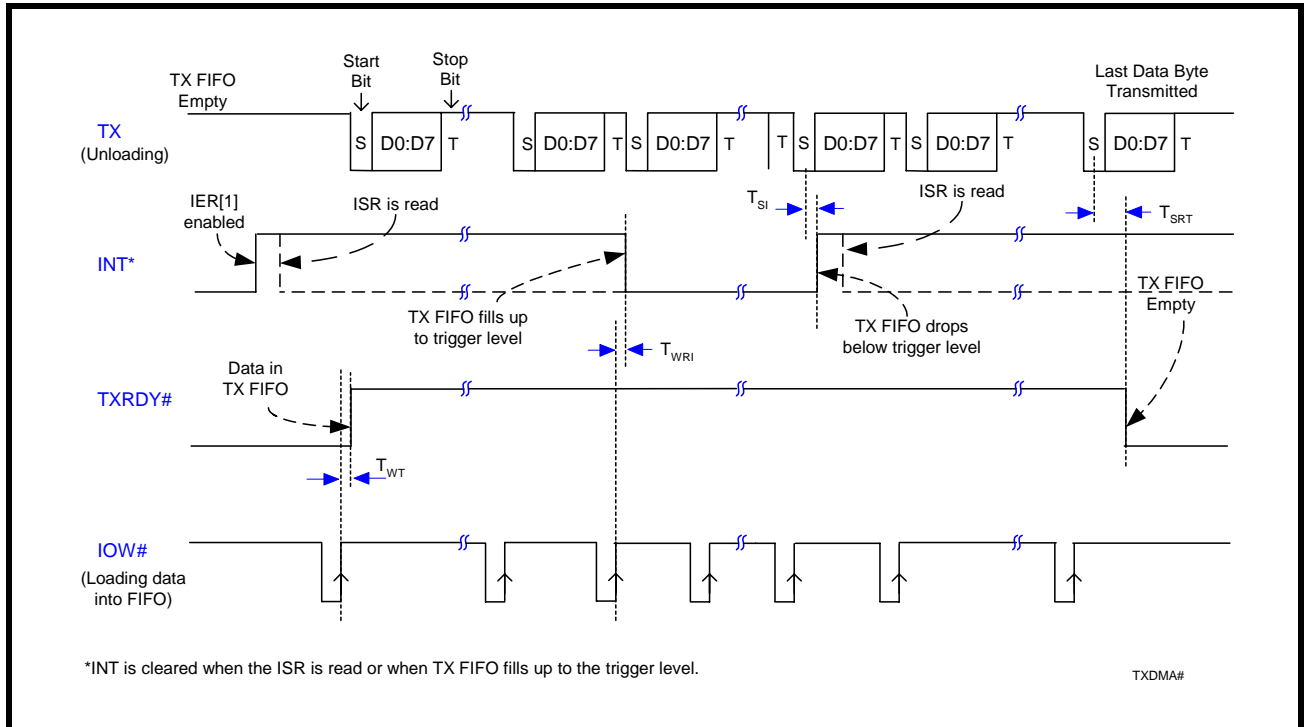 TX FIFO
Empty
Start
Bit
Stop
Bit
Last Data Byte
Transmitted
TX
(Unloading)
S D0:D7 T S D0:D7 T S D0:D7 T T S D0:D7 T S D0:D7 T S D0:D7 T
IER[1]
enabled
ISR is read
TSI
ISR is read
TSRT
INT*
TX FIFO fills up
to trigger level
TX FIFO drops
below trigger level
TX FIFO
Empty
TWRI
Data in
TX FIFO
TXRDY#
TWT
IOW#
(Loading data
into FIFO)
*INT is cleared when the ISR is read or when TX FIFO fills up to the trigger level.
TXDMA#